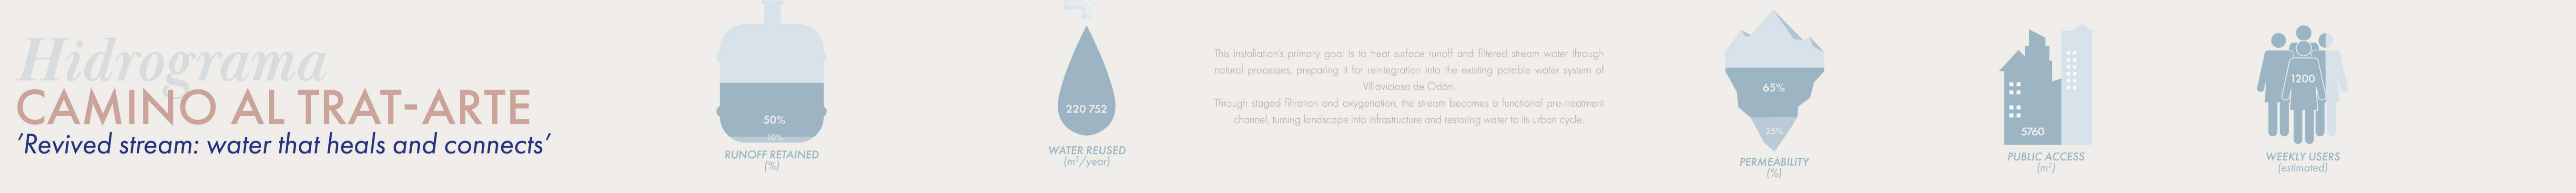 Hidrograma
CAMINO AL TRAT-ARTE
‘Revived stream: water that heals and connects’
50%
10%
RUNOFF RETAINED
(%)
220 752
WATER REUSED
(m³/year)
This installation's primary goal is to treat surface runoff and filtered stream water through
natural processes, preparing it for reintegration into the existing potable water system of
Villaviciosa de Odón.
Through staged filtration and oxygenation, the stream becomes a functional pre-treatment
channel, turning landscape into infrastructure and restoring water to its urban cycle.
65%
25%
PERMEABILITY
(%)
5760
PUBLIC ACCESS
(m²)
1200
WEEKLY USERS
(estimated)